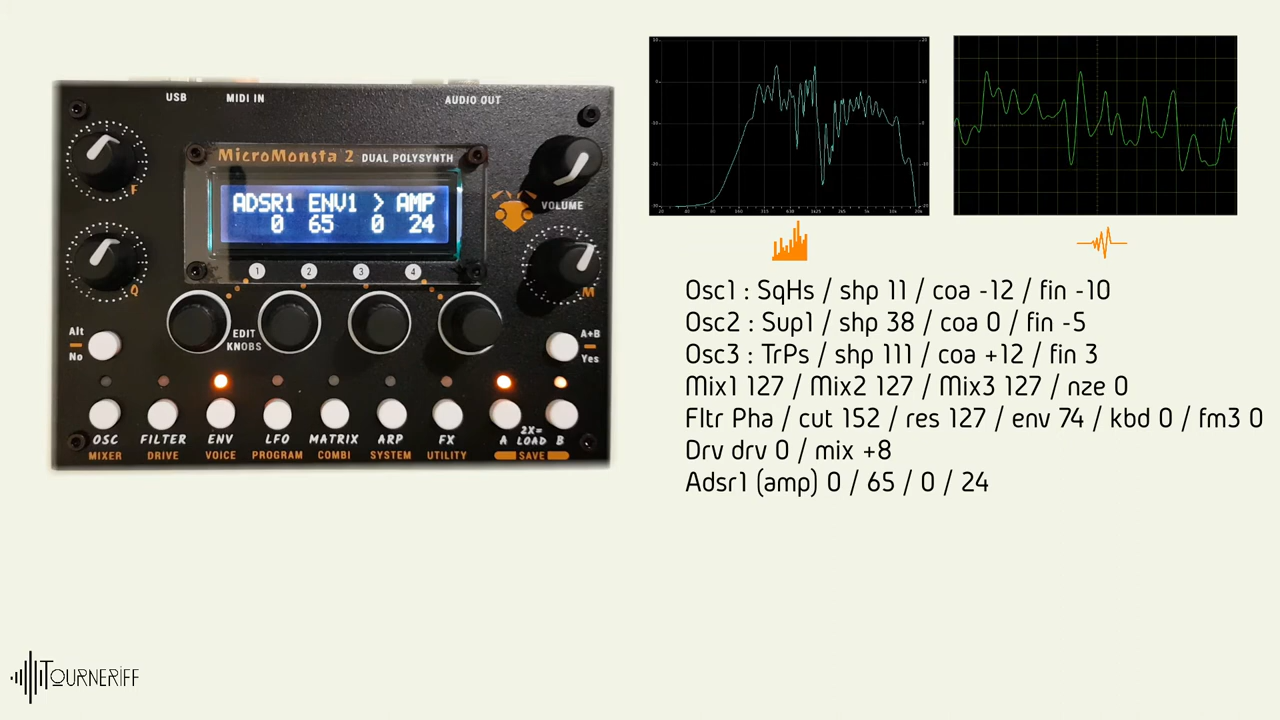 USB MIDI IN AUDIO OUT
MicroMonsta 2 DUAL POLYSYNTH
F
VOLUME
ADSR1 ENV1 > AMP
0 65 0 24
1 2 3 4
Q
M
EDIT
KNOBS
Alt
No
A+B
Yes
OSC FILTER ENV LFO MATRIX ARP FX A 2X= LOAD B
MIXER DRIVE VOICE PROGRAM COMBI SYSTEM UTILITY SAVE
Osc1 : SqHs / shp 11 / coa -12 / fin -10
Osc2 : Sup1 / shp 38 / coa 0 / fin -5
Osc3 : TrPs / shp 111 / coa +12 / fin 3
Mix1 127 / Mix2 127 / Mix3 127 / nze 0
Fltr Pha / cut 152 / res 127 / env 74 / kbd 0 / fm3 0
Drv drv 0 / mix +8
Adsr1 (amp) 0 / 65 / 0 / 24
TOURNERIFF